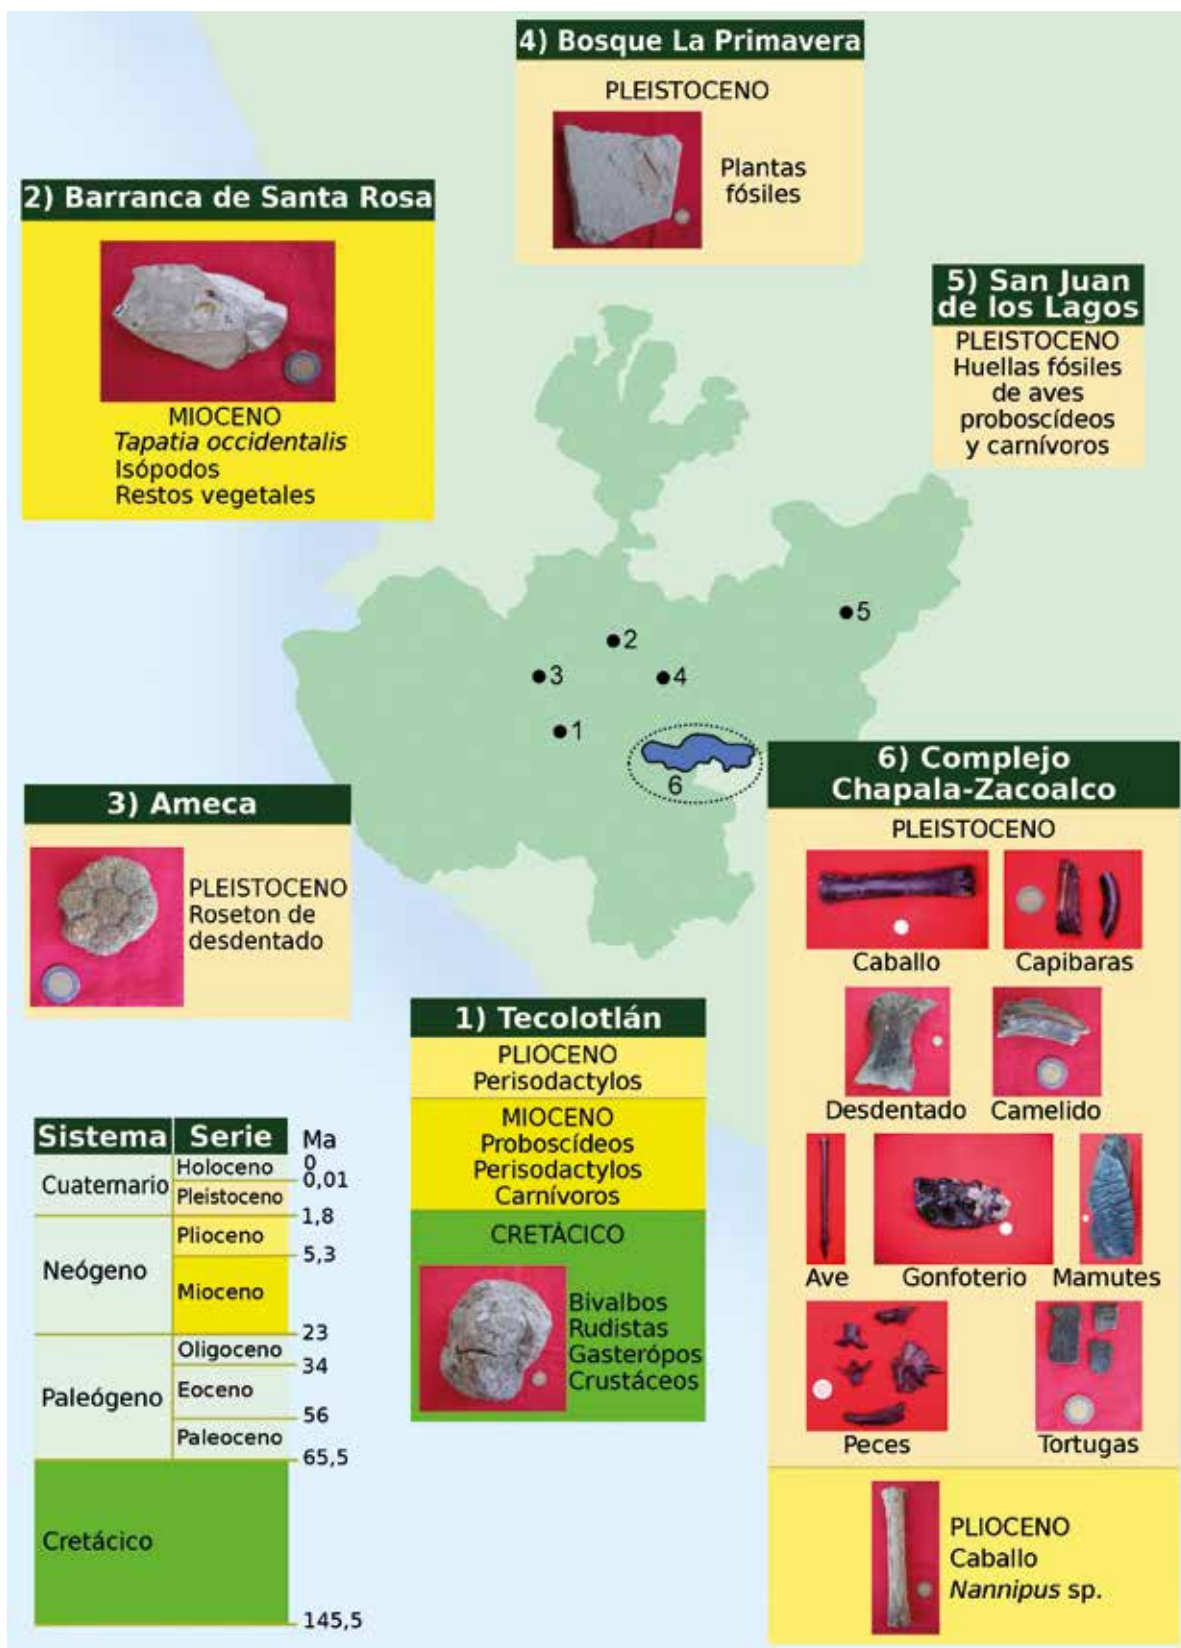 4) Bosque La Primavera
PLEISTOCENO
Plantas
fósiles
2) Barranca de Santa Rosa
MIOCENO
Tapatia occidentalis
Isópodos
Restos vegetales
5) San Juan
de los Lagos
PLEISTOCENO
Huellas fósiles
de aves
proboscídeos
y carnívoros
5
2
3
4
1
6
3) Ameca
PLEISTOCENO
Roseton de
desdentado
1) Tecolotlán
PLIOCENO
Perisodactylos
MIOCENO
Proboscídeos
Perisodactylos
Carnívoros
CRETÁCICO
Bivalbos
Rudistas
Gasterópos
Crustáceos
6) Complejo
Chapala-Zacoalco
PLEISTOCENO
Caballo
Capibaras
Desdentado
Camelido
Ave
Gonfoterio
Mamutes
Peces
Tortugas
PLIOCENO
Caballo
Nannipus sp.
Sistema
Serie
Ma
Cuaternario
Holoceno
0
0,01
Pleistoceno
1,8
Neógeno
Plioceno
5,3
Mioceno
23
Paleógeno
Oligoceno
34
Eoceno
56
Paleoceno
65,5
Cretácico
145,5